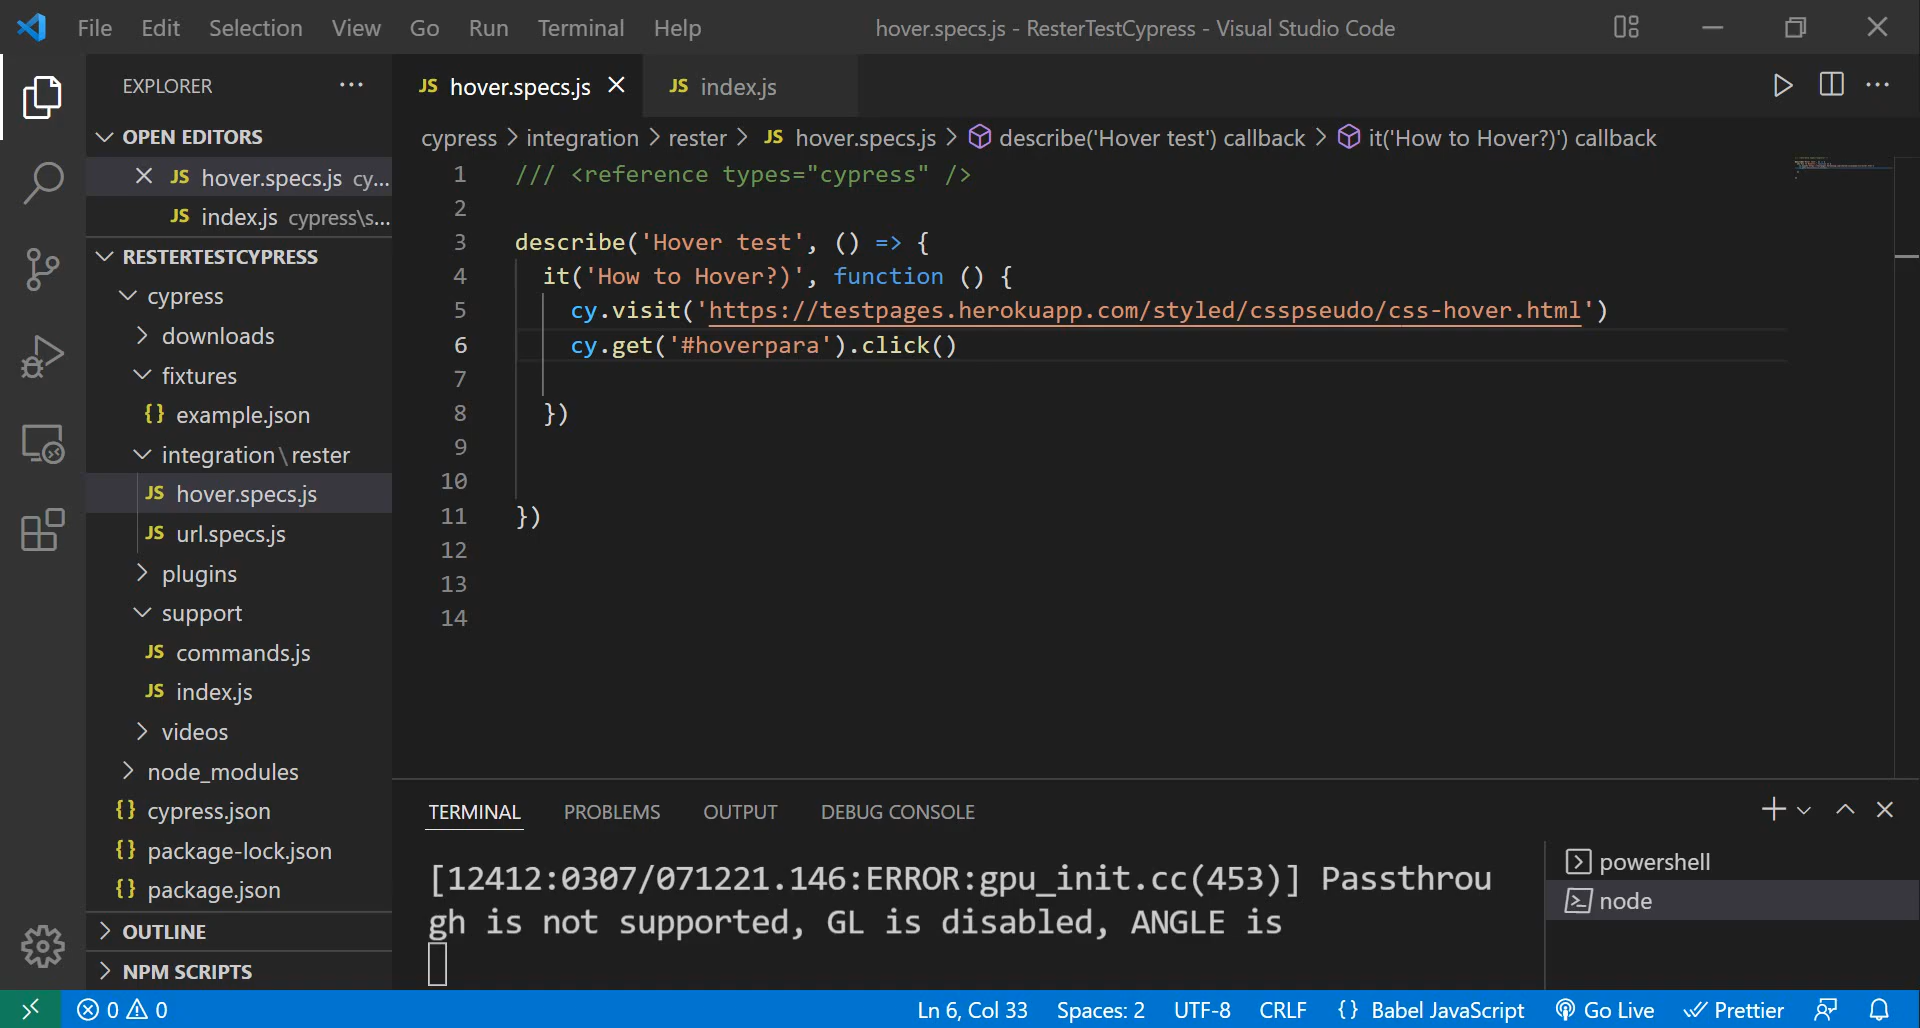 File Edit Selection View Go Run Terminal Help hover.specs.js - ResterTestCypress - Visual Studio Code
EXPLORER ...
JS hover.specs.js
JS index.js
OPEN EDITORS
JS hover.specs.js cy...
JS index.js cypress\s...
RESTERTESTCYPRESS
cypress
downloads
fixtures
{} example.json
integration\rester
JS hover.specs.js
JS url.specs.js
plugins
support
JS commands.js
JS index.js
videos
node_modules
{} cypress.json
{} package-lock.json
{} package.json
OUTLINE
NPM SCRIPTS
cypress > integration > rester > JS hover.specs.js > describe('Hover test') callback > it('How to Hover?)') callback
1 /// <reference types="cypress" />
2
3 describe('Hover test', () => {
4 it('How to Hover?)', function () {
5 cy.visit('https://testpages.herokuapp.com/styled/csspseudo/css-hover.html')
6 cy.get('#hoverpara').click()
7
8 })
9
10
11 })
12
13
14
TERMINAL PROBLEMS OUTPUT DEBUG CONSOLE
[12412:0307/071221.146:ERROR:gpu_init.cc(453)] Passthrou
gh is not supported, GL is disabled, ANGLE is
powershell
node
0 0 Ln 6, Col 33 Spaces: 2 UTF-8 CRLF {} Babel JavaScript Go Live Prettier